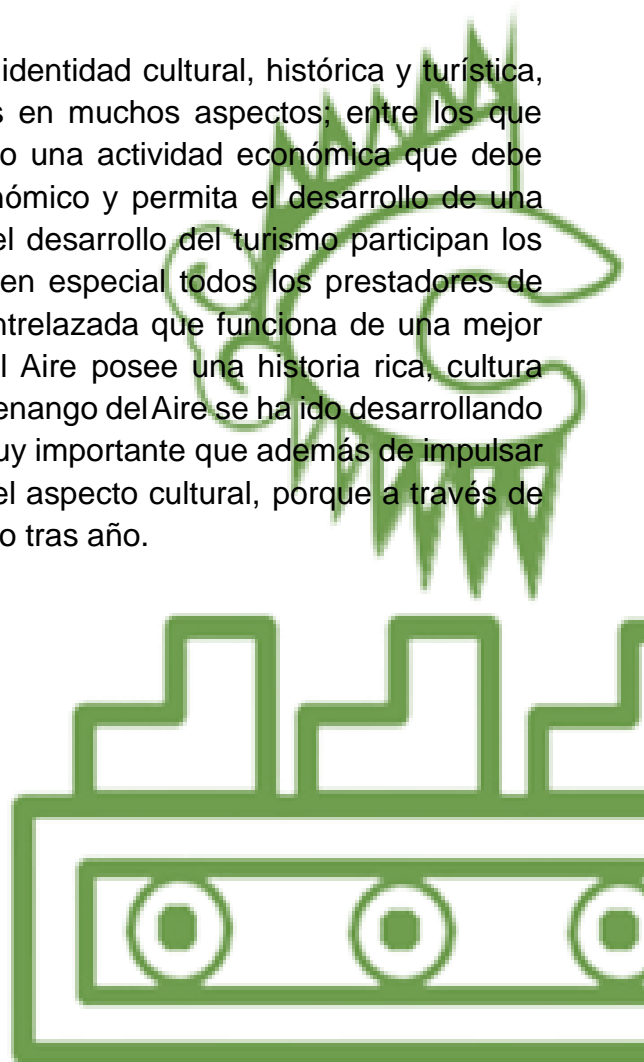 identidad cultural, histórica y turística,
s en muchos aspectos; entre los que
o una actividad económica que debe
nómico y permita el desarrollo de una
el desarrollo del turismo participan los
en especial todos los prestadores de
ntrelazada que funciona de una mejor
l Aire posee una historia rica, cultura
enango del Aire se ha ido desarrollando
uy importante que además de impulsar
el aspecto cultural, porque a través de
o tras año.